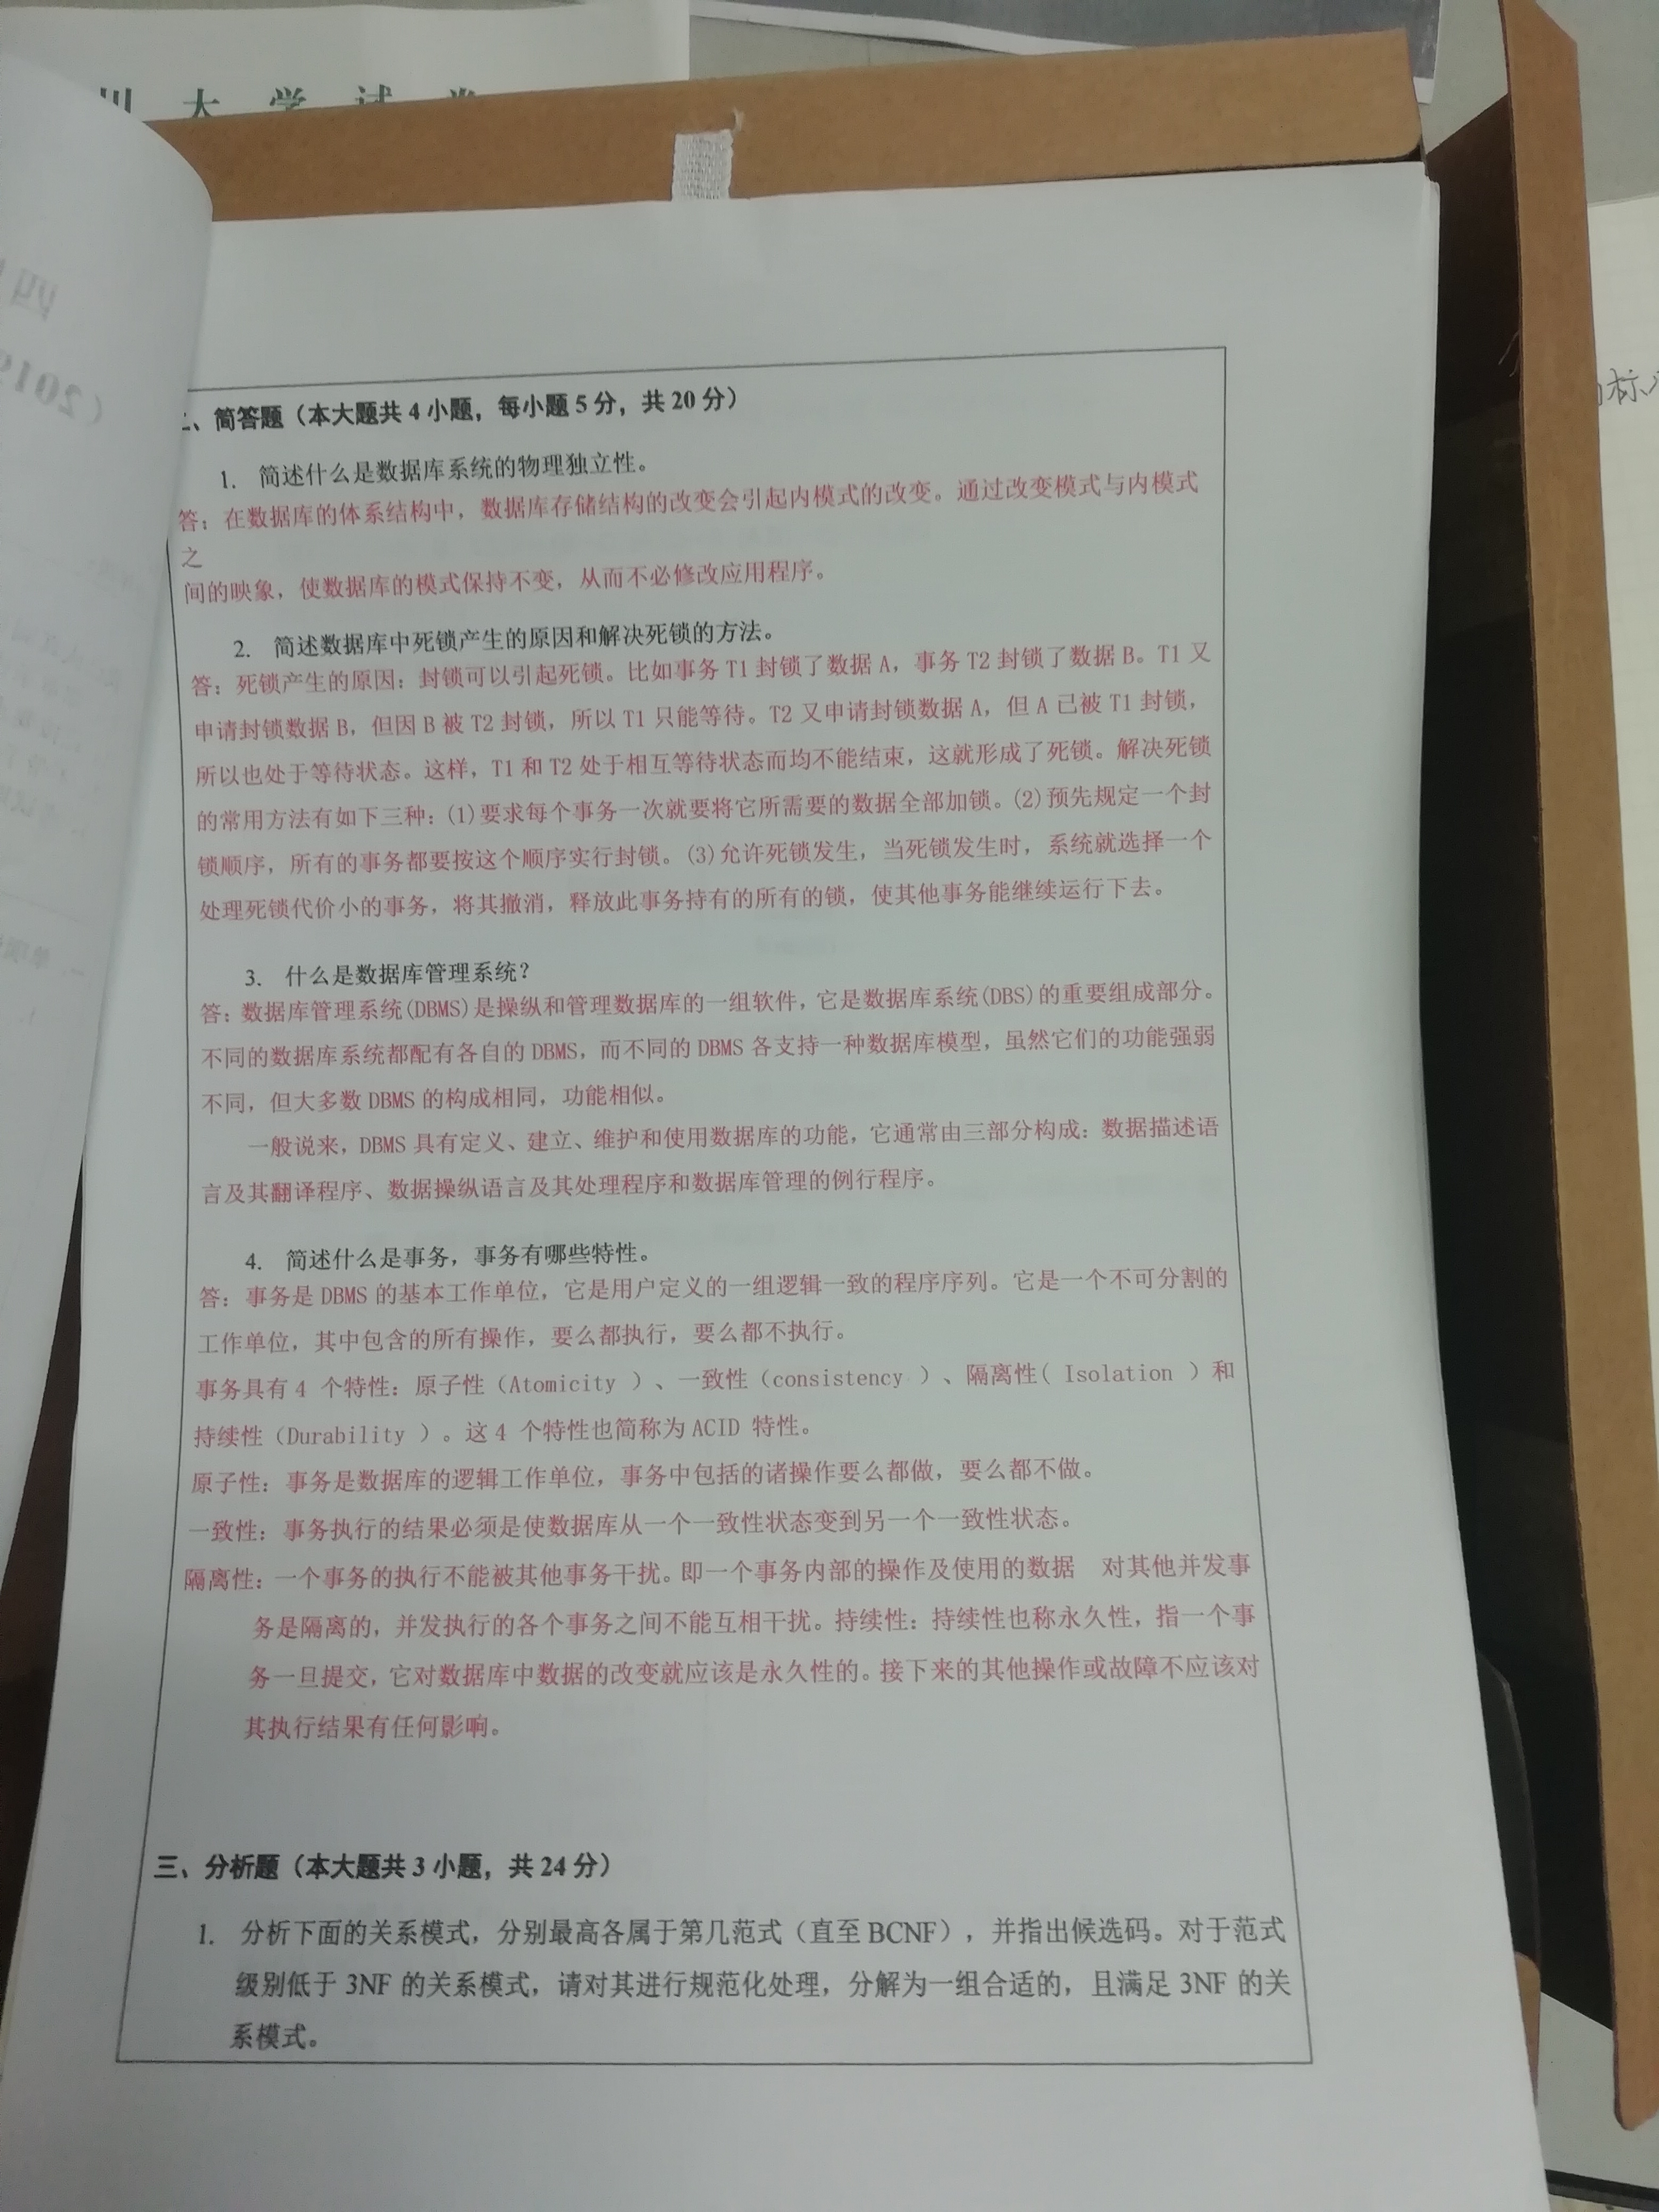 川大学试卷
四
(2019
标
、简答题（本大题共 4 小题，每小题 5 分，共 20 分）
1. 简述什么是数据库系统的物理独立性。
答：在数据库的体系结构中，数据库存储结构的改变会引起内模式的改变。通过改变模式与内模式
之
间的映象，使数据库的模式保持不变，从而不必修改应用程序。
2. 简述数据库中死锁产生的原因和解决死锁的方法。
答：死锁产生的原因：封锁可以引起死锁。比如事务 T1 封锁了数据 A，事务 T2 封锁了数据 B。T1 又
申请封锁数据 B，但因 B 被 T2 封锁，所以 T1 只能等待。T2 又申请封锁数据 A，但 A 已被 T1 封锁，
所以也处于等待状态。这样，T1 和 T2 处于相互等待状态而均不能结束，这就形成了死锁。解决死锁
的常用方法有如下三种：(1)要求每个事务一次就要将它所需要的数据全部加锁。(2)预先规定一个封
锁顺序，所有的事务都要按这个顺序实行封锁。(3)允许死锁发生，当死锁发生时，系统就选择一个
处理死锁代价小的事务，将其撤消，释放此事务持有的所有的锁，使其他事务能继续运行下去。
3. 什么是数据库管理系统？
答：数据库管理系统(DBMS)是操纵和管理数据库的一组软件，它是数据库系统(DBS)的重要组成部分。
不同的数据库系统都配有各自的 DBMS，而不同的 DBMS 各支持一种数据库模型，虽然它们的功能强弱
不同，但大多数 DBMS 的构成相同，功能相似。
一般说来，DBMS 具有定义、建立、维护和使用数据库的功能，它通常由三部分构成：数据描述语
言及其翻译程序、数据操纵语言及其处理程序和数据库管理的例行程序。
4. 简述什么是事务，事务有哪些特性。
答：事务是 DBMS 的基本工作单位，它是用户定义的一组逻辑一致的程序序列。它是一个不可分割的
工作单位，其中包含的所有操作，要么都执行，要么都不执行。
事务具有 4 个特性：原子性（Atomicity ）、一致性（consistency ）、隔离性( Isolation ）和
持续性（Durability ）。这 4 个特性也简称为 ACID 特性。
原子性：事务是数据库的逻辑工作单位，事务中包括的诸操作要么都做，要么都不做。
一致性：事务执行的结果必须是使数据库从一个一致性状态变到另一个一致性状态。
隔离性：一个事务的执行不能被其他事务干扰。即一个事务内部的操作及使用的数据 对其他并发事
务是隔离的，并发执行的各个事务之间不能互相干扰。持续性：持续性也称永久性，指一个事
务一旦提交，它对数据库中数据的改变就应该是永久性的。接下来的其他操作或故障不应该对
其执行结果有任何影响。
三、分析题（本大题共 3 小题，共 24 分）
1. 分析下面的关系模式，分别最高各属于第几范式（直至 BCNF），并指出候选码。对于范式
级别低于 3NF 的关系模式，请对其进行规范化处理，分解为一组合适的，且满足 3NF 的关
系模式。